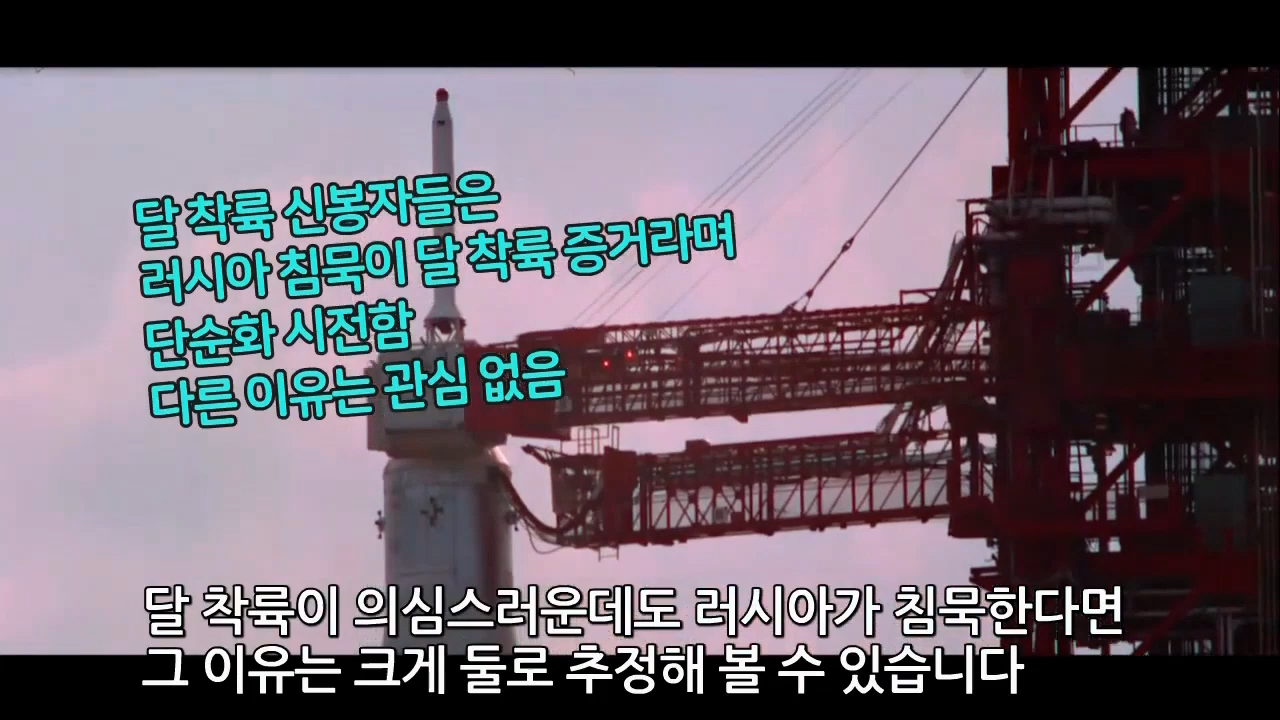 달 착륙 신봉자들은
러시아 침묵이 달 착륙 증거라며
단순화 시전함
다른 이유는 관심 없음
달 착륙이 의심스러운데도 러시아가 침묵한다면
그 이유는 크게 둘로 추정해 볼 수 있습니다